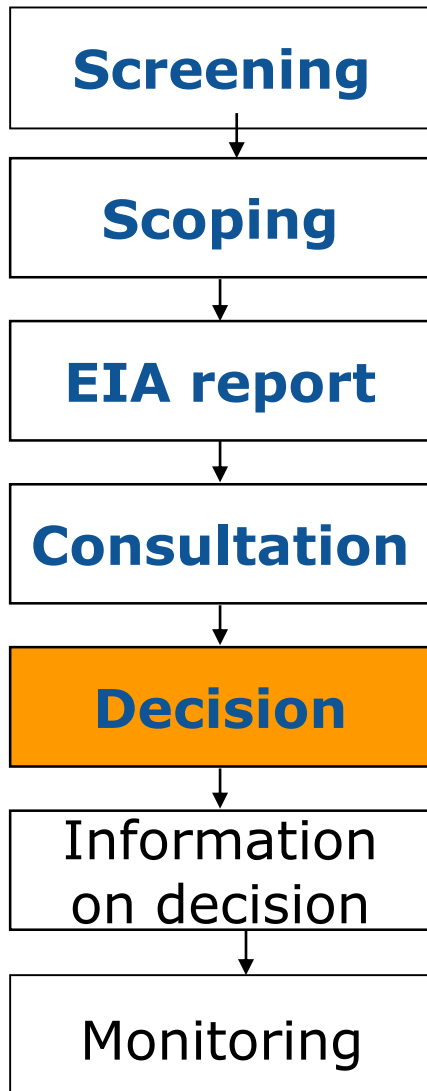 Screening
Scoping
EIA report
Consultation
Decision
Information
on decision
Monitoring